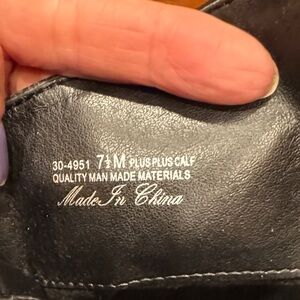 30-4951 7½M PLUS PLUS CALF
QUALITY MAN MADE MATERIALS
Made In China